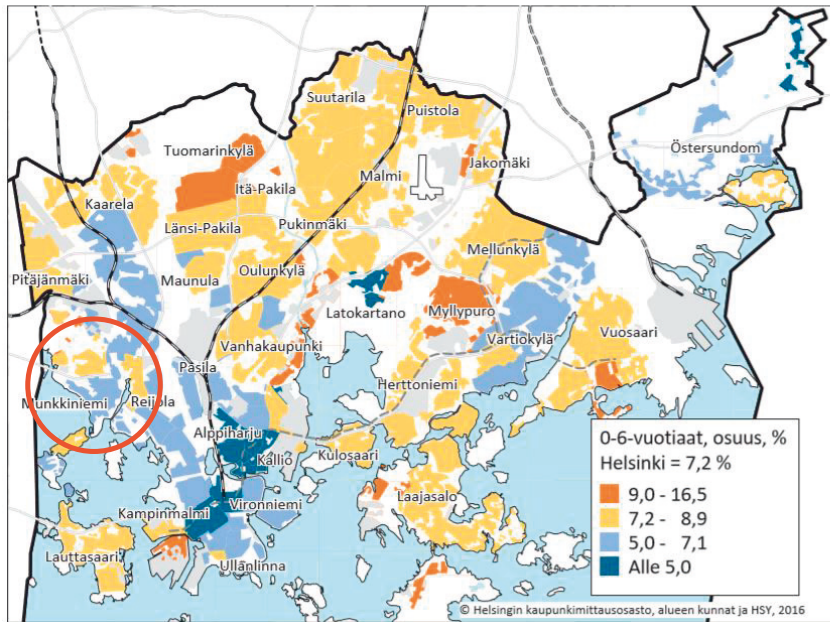 Suutarila
Puistola
Tuomarinkylä
Malmi
Jakomäki
Östersundom
Itä-Pakila
Kaarela
Länsi-Pakila
Pukinmäki
Mellunkylä
Oulunkylä
Maunula
Pitäjänmäki
Latokartano
Myllypuro
Vuosaari
Vartiokylä
Vanhakaupunki
Pasila
Herttoniemi
Munkkiniemi
Reijola
Alppiharju
Kallio
Kulosaari
Laajasalo
Kampinmalmi
Vironniemi
Lauttasaari
Ullanlinna
0-6-vuotiaat, osuus, %
Helsinki = 7,2 %
9,0 - 16,5
7,2 - 8,9
5,0 - 7,1
Alle 5,0
© Helsingin kaupunkimittausosasto, alueen kunnat ja HSY, 2016